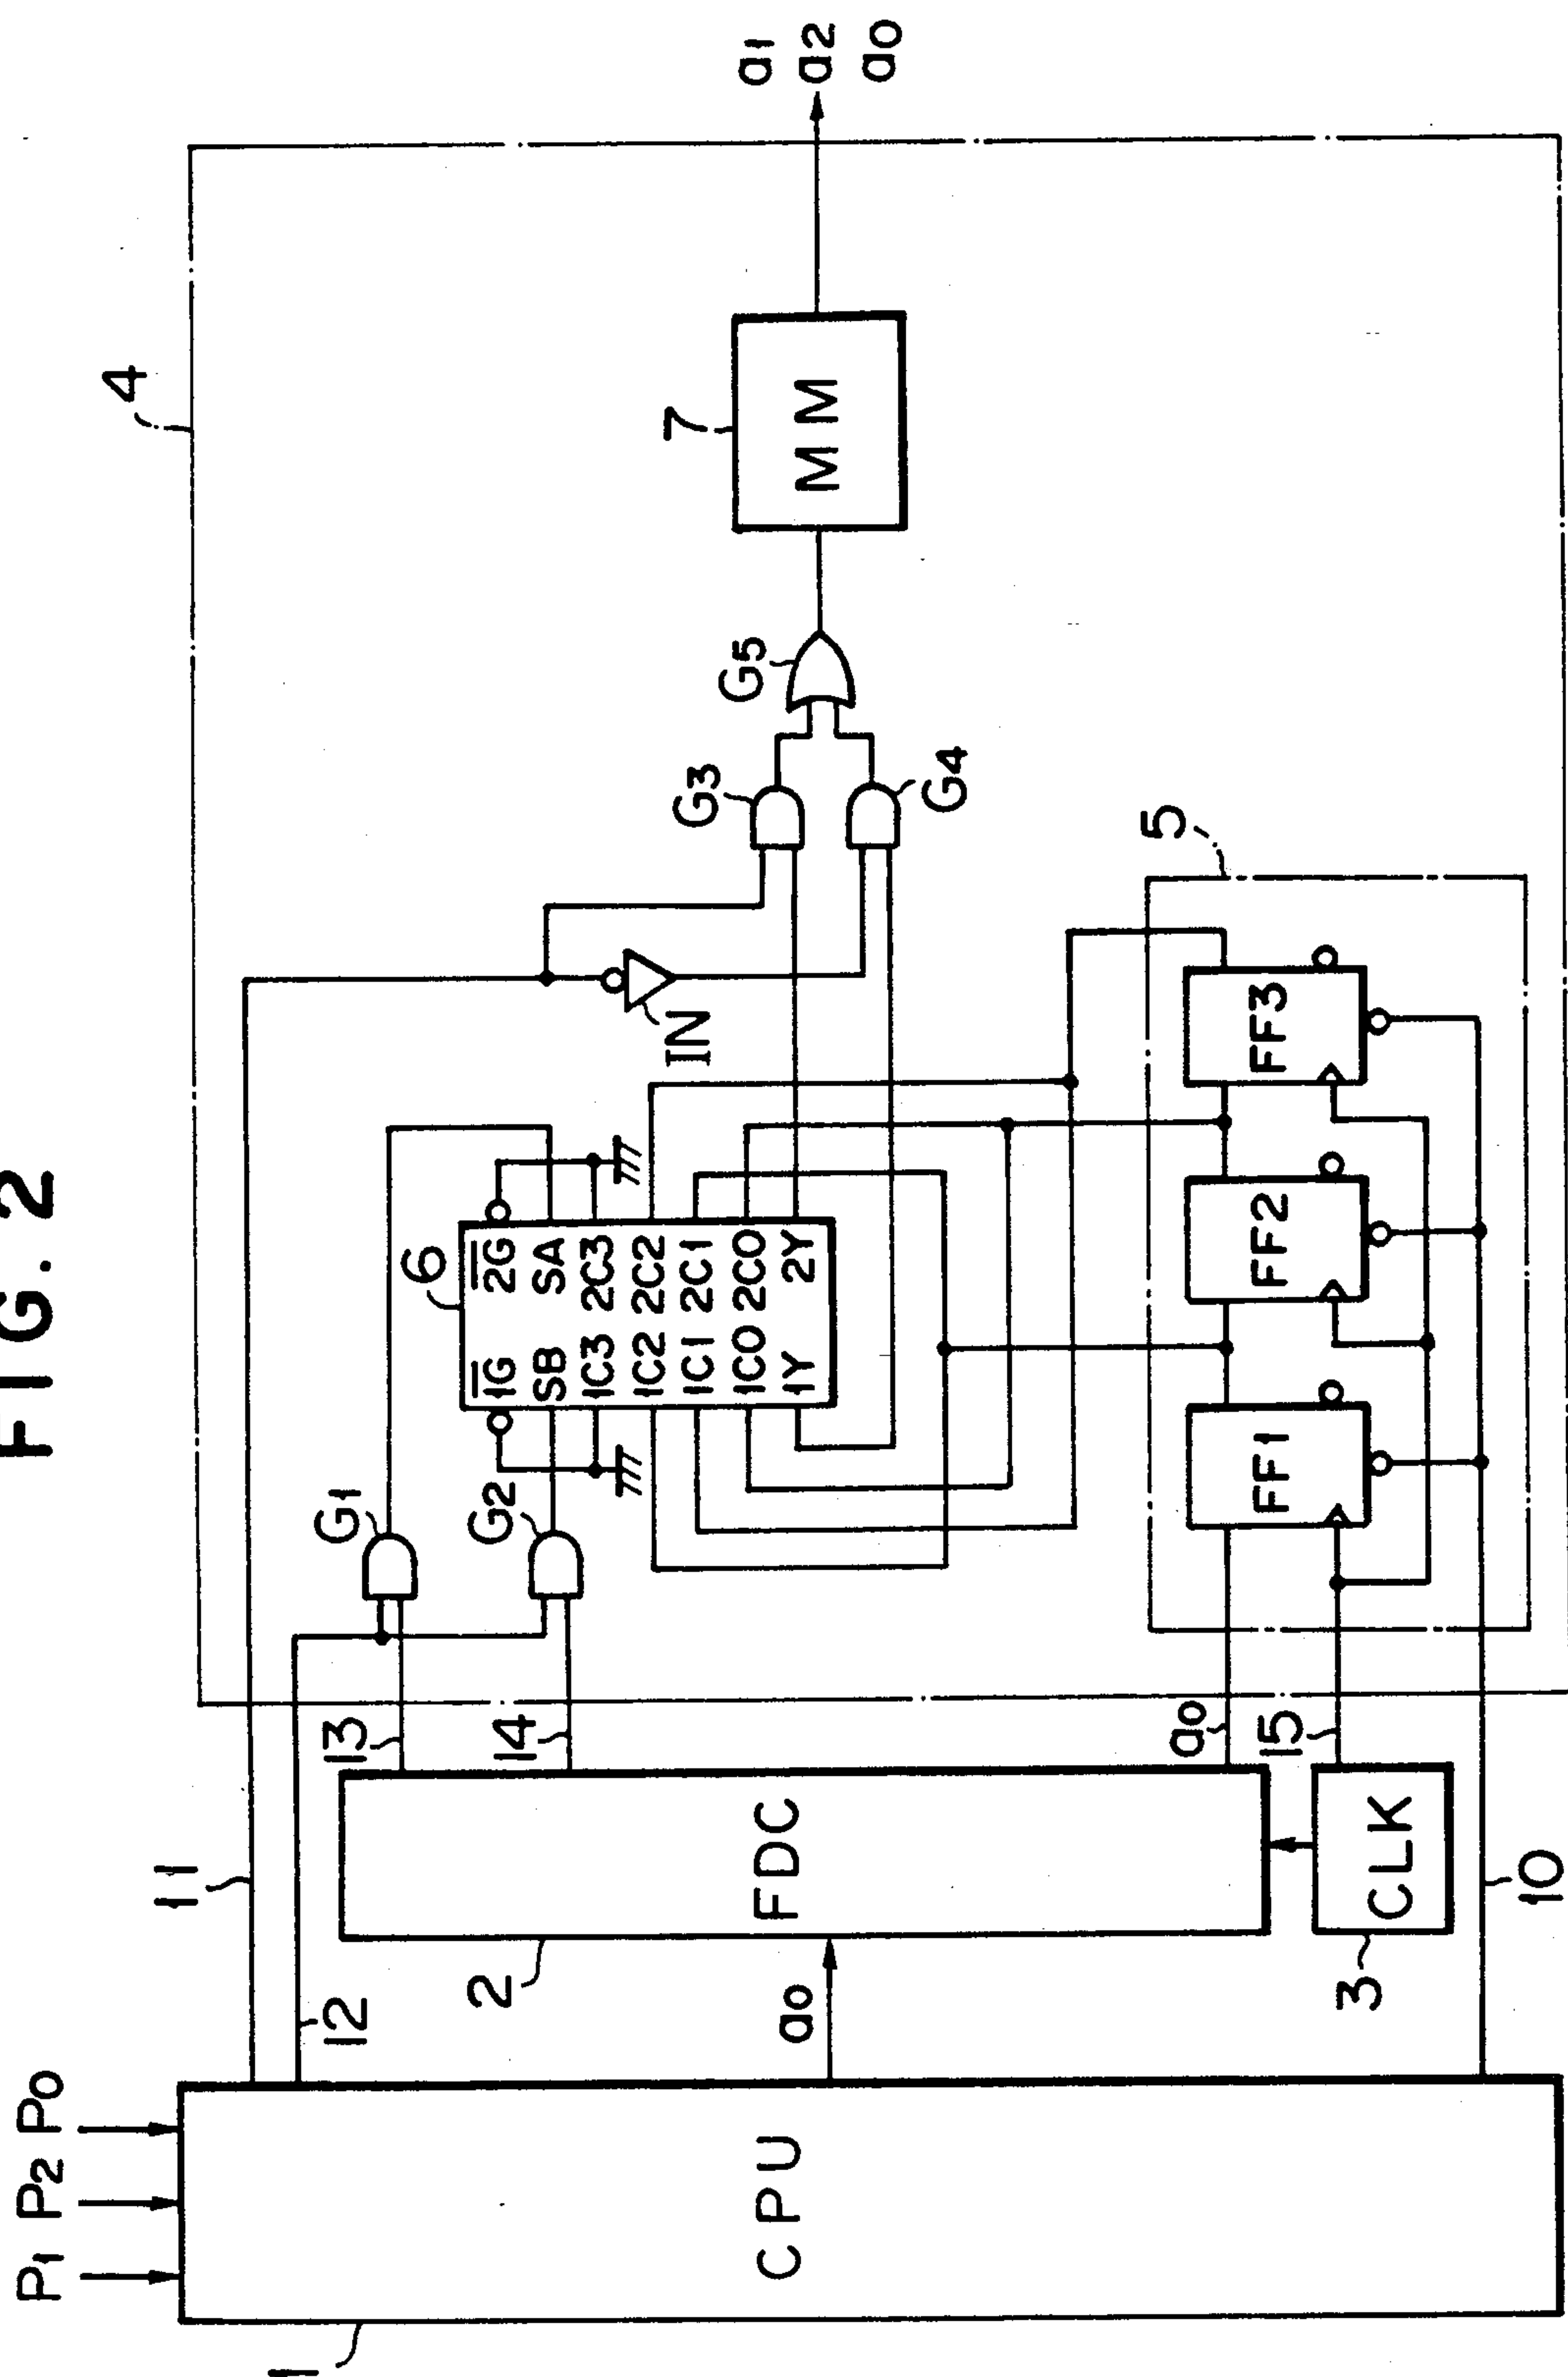 FIG. 2
P1 P2 P0
1
CPU
11
12
a0
10
2
FDC
3
CLK
13
14
a0
15
4
G1
G2
6
1G 2G
SB SA
1C3 2C3
1C2 2C2
1C1 2C1
1C0 2C0
1Y 2Y
IN
G3
G4
G5
7
MM
5
FF1
FF2
FF3
a1
a2
a0